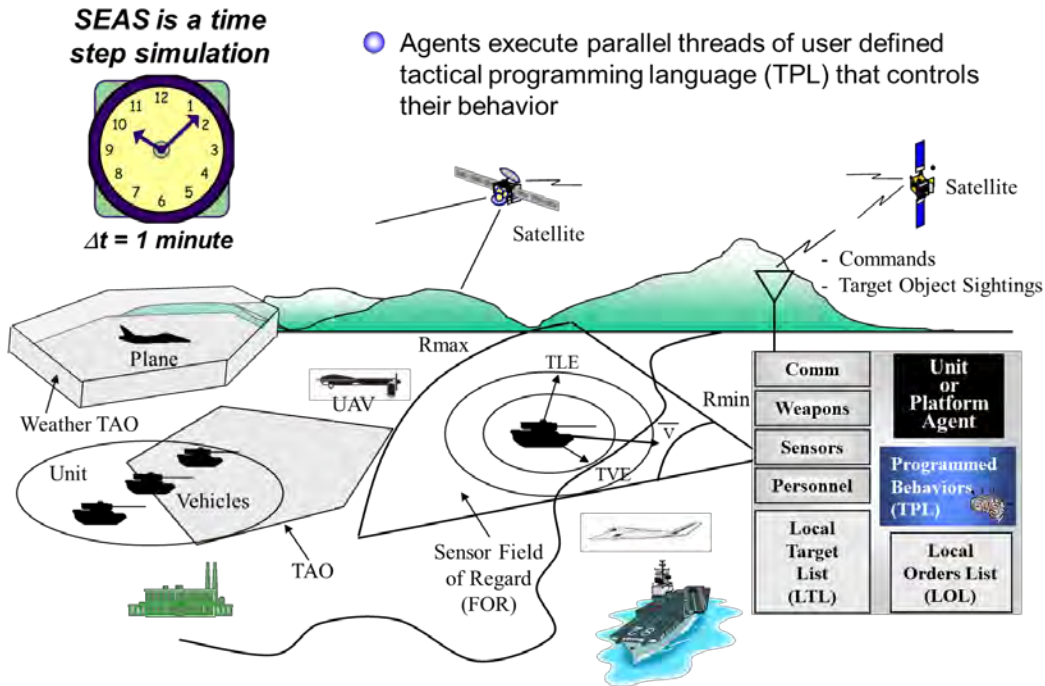 SEAS is a time
step simulation
12
1
2
3
4
5
6
7
8
9
10
11
Δt = 1 minute
Agents execute parallel threads of user defined
tactical programming language (TPL) that controls
their behavior
Satellite
Satellite
- Commands
- Target Object Sightings
Plane
Weather TAO
Rmax
UAV
TLE
Rmin
V
TVE
Unit
Vehicles
TAO
Sensor Field
of Regard
(FOR)
Comm
Weapons
Sensors
Personnel
Local
Target
List
(LTL)
Unit
or
Platform
Agent
Programmed
Behaviors
(TPL)
Local
Orders List
(LOL)